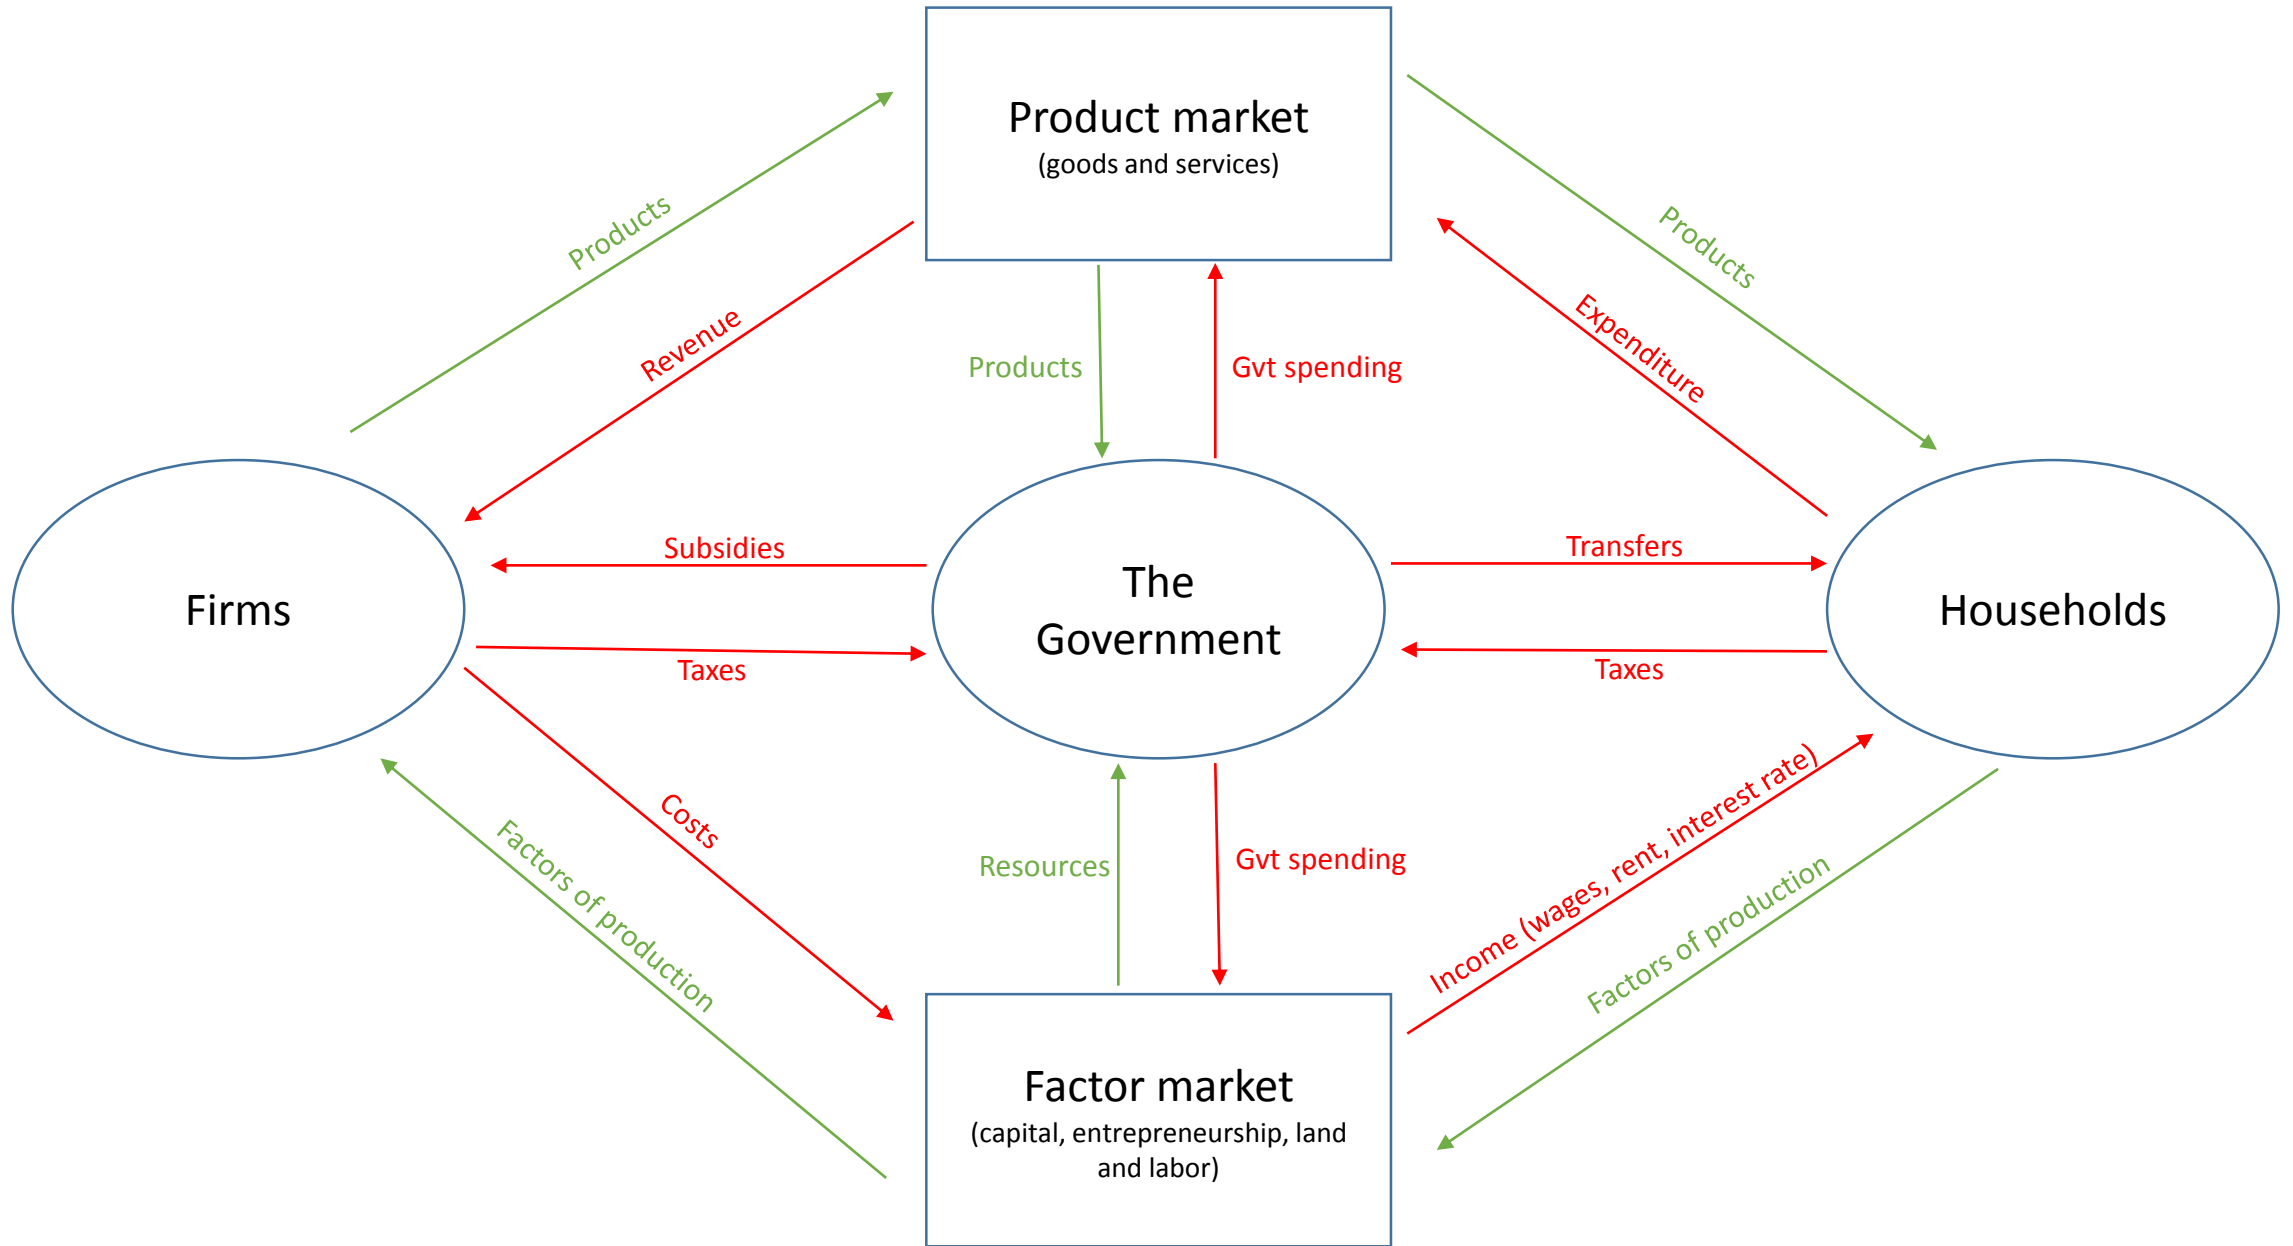 Product market
(goods and services)
Products
Products
Revenue
Expenditure
Products
Gvt spending
Subsidies
Transfers
Firms
The
Government
Households
Taxes
Taxes
Costs
Income (wages, rent, interest rate)
Factors of production
Resources
Gvt spending
Factors of production
Factor market
(capital, entrepreneurship, land
and labor)